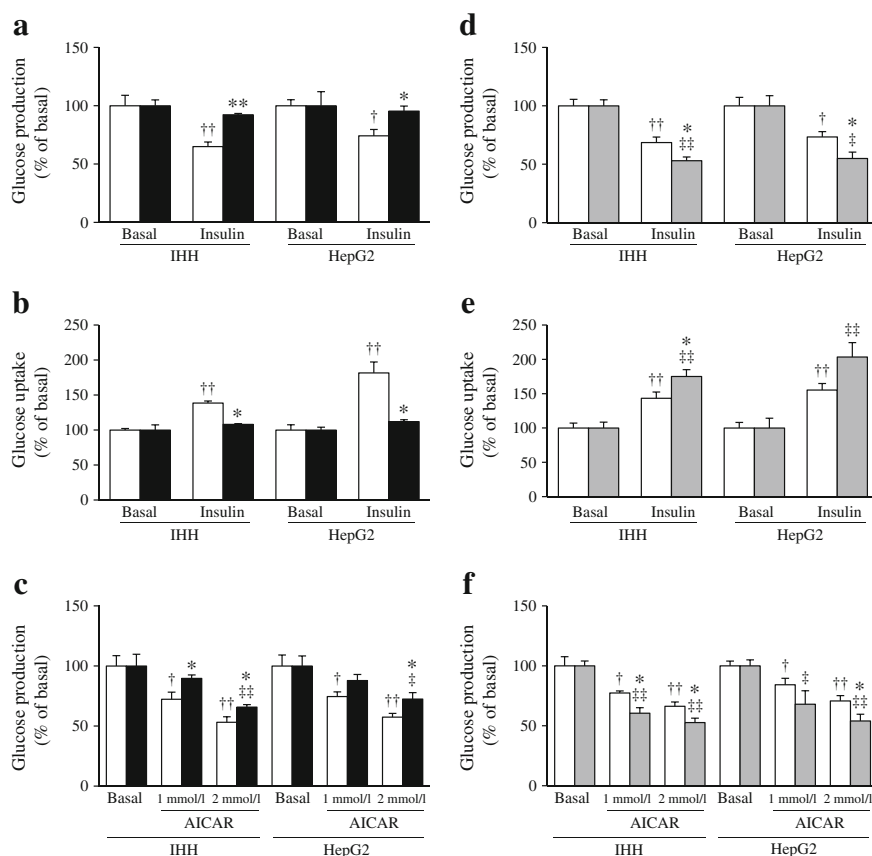 a
Glucose production
(% of basal)
150
100
50
0
†† ** † *
Basal Insulin Basal Insulin
IHH HepG2
d
Glucose production
(% of basal)
150
100
50
0
†† * ‡‡ † * ‡
Basal Insulin Basal Insulin
IHH HepG2
b
Glucose uptake
(% of basal)
250
200
150
100
50
0
†† * †† *
Basal Insulin Basal Insulin
IHH HepG2
e
Glucose uptake
(% of basal)
250
200
150
100
50
0
†† * ‡‡ †† ‡‡
Basal Insulin Basal Insulin
IHH HepG2
c
Glucose production
(% of basal)
150
100
50
0
† * †† * ‡‡ † †† * ‡
Basal 1 mmol/l 2 mmol/l Basal 1 mmol/l 2 mmol/l
AICAR AICAR
IHH HepG2
f
Glucose production
(% of basal)
150
100
50
0
† * ‡‡ †† * ‡‡ † ‡ †† * ‡‡
Basal 1 mmol/l 2 mmol/l Basal 1 mmol/l 2 mmol/l
AICAR AICAR
IHH HepG2